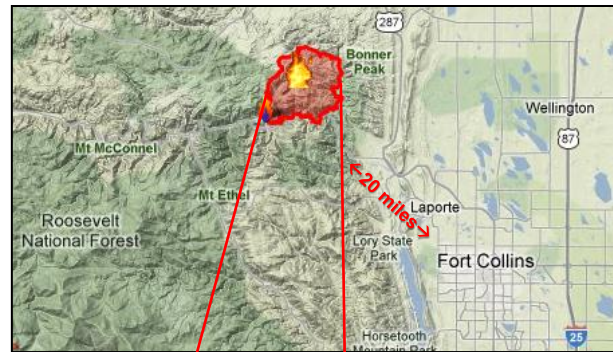 287
Bonner
Peak
Wellington
87
Mt McConnel
Mt Ethel
←20 miles→
Laporte
Roosevelt
National Forest
Lory State
Park
Fort Collins
Horsetooth
Mountain Park
25